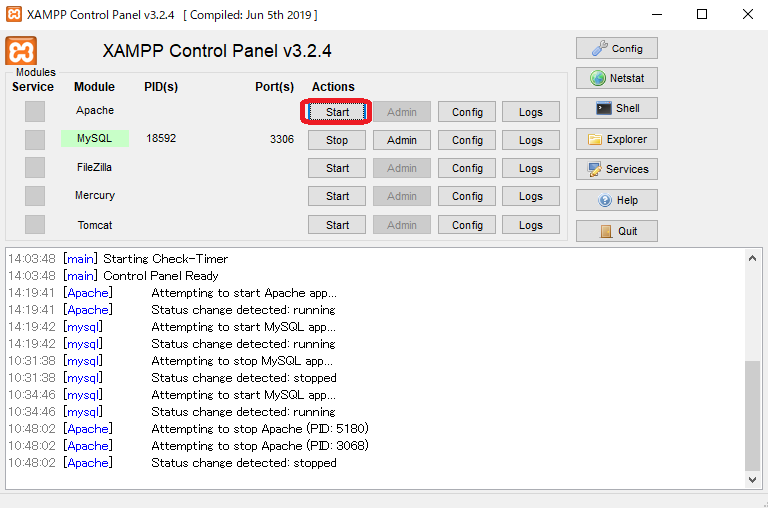 XAMPP Control Panel v3.2.4 [ Compiled: Jun 5th 2019 ]
XAMPP Control Panel v3.2.4
Modules
Service Module PID(s) Port(s) Actions
Apache Start Admin Config Logs
MySQL 18592 3306 Stop Admin Config Logs
FileZilla Start Admin Config Logs
Mercury Start Admin Config Logs
Tomcat Start Admin Config Logs
Config
Netstat
Shell
Explorer
Services
Help
Quit
14:03:48 [main] Starting Check-Timer
14:03:48 [main] Control Panel Ready
14:19:41 [Apache] Attempting to start Apache app...
14:19:41 [Apache] Status change detected: running
14:19:42 [mysql] Attempting to start MySQL app...
14:19:42 [mysql] Status change detected: running
10:31:38 [mysql] Attempting to stop MySQL app...
10:31:38 [mysql] Status change detected: stopped
10:34:46 [mysql] Attempting to start MySQL app...
10:34:46 [mysql] Status change detected: running
10:48:02 [Apache] Attempting to stop Apache (PID: 5180)
10:48:02 [Apache] Attempting to stop Apache (PID: 3068)
10:48:02 [Apache] Status change detected: stopped